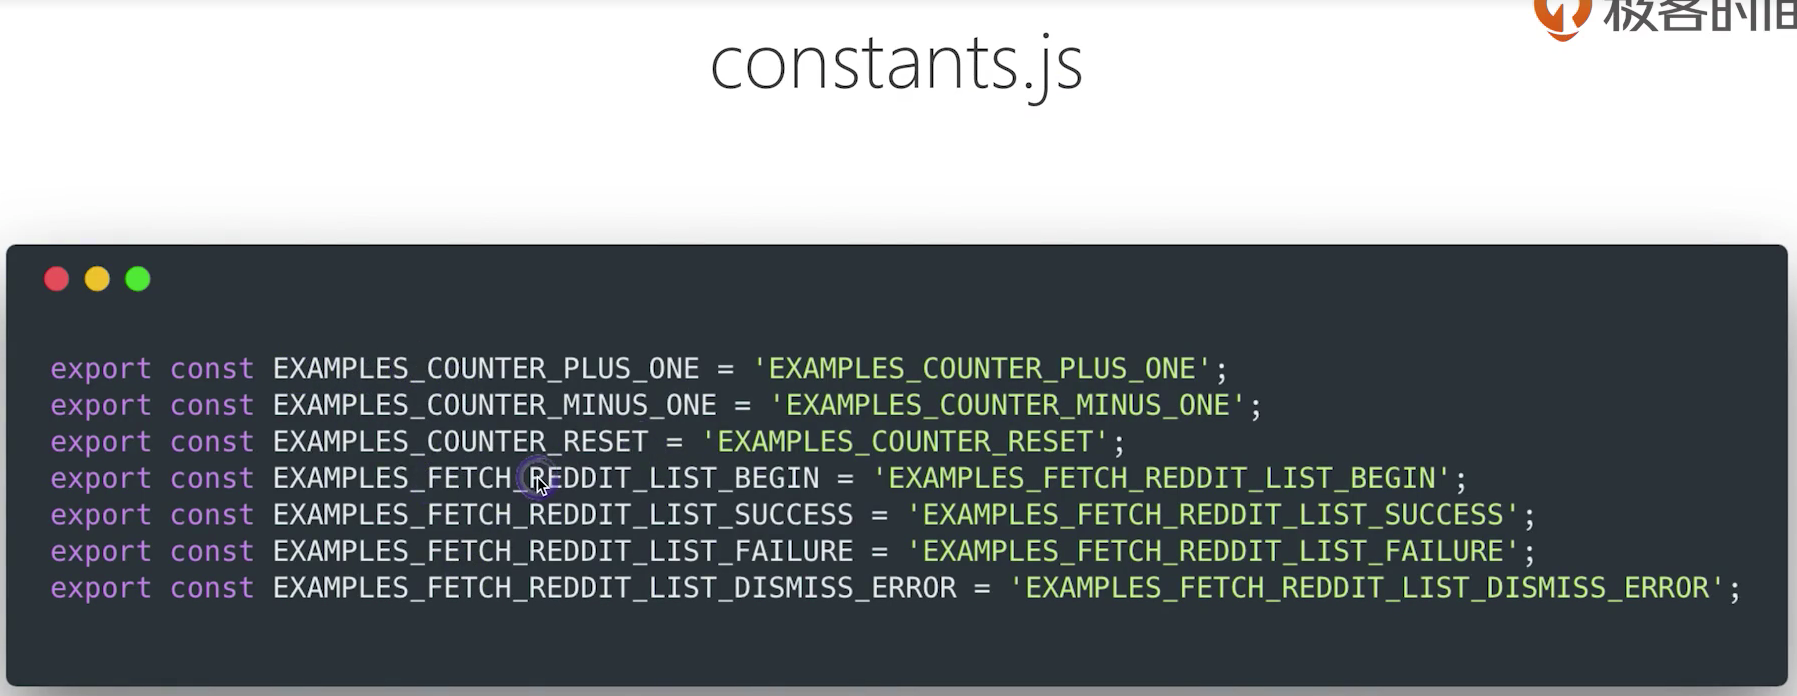 极客时间
constants.js
export const EXAMPLES_COUNTER_PLUS_ONE = 'EXAMPLES_COUNTER_PLUS_ONE';
export const EXAMPLES_COUNTER_MINUS_ONE = 'EXAMPLES_COUNTER_MINUS_ONE';
export const EXAMPLES_COUNTER_RESET = 'EXAMPLES_COUNTER_RESET';
export const EXAMPLES_FETCH_REDDIT_LIST_BEGIN = 'EXAMPLES_FETCH_REDDIT_LIST_BEGIN';
export const EXAMPLES_FETCH_REDDIT_LIST_SUCCESS = 'EXAMPLES_FETCH_REDDIT_LIST_SUCCESS';
export const EXAMPLES_FETCH_REDDIT_LIST_FAILURE = 'EXAMPLES_FETCH_REDDIT_LIST_FAILURE';
export const EXAMPLES_FETCH_REDDIT_LIST_DISMISS_ERROR = 'EXAMPLES_FETCH_REDDIT_LIST_DISMISS_ERROR';